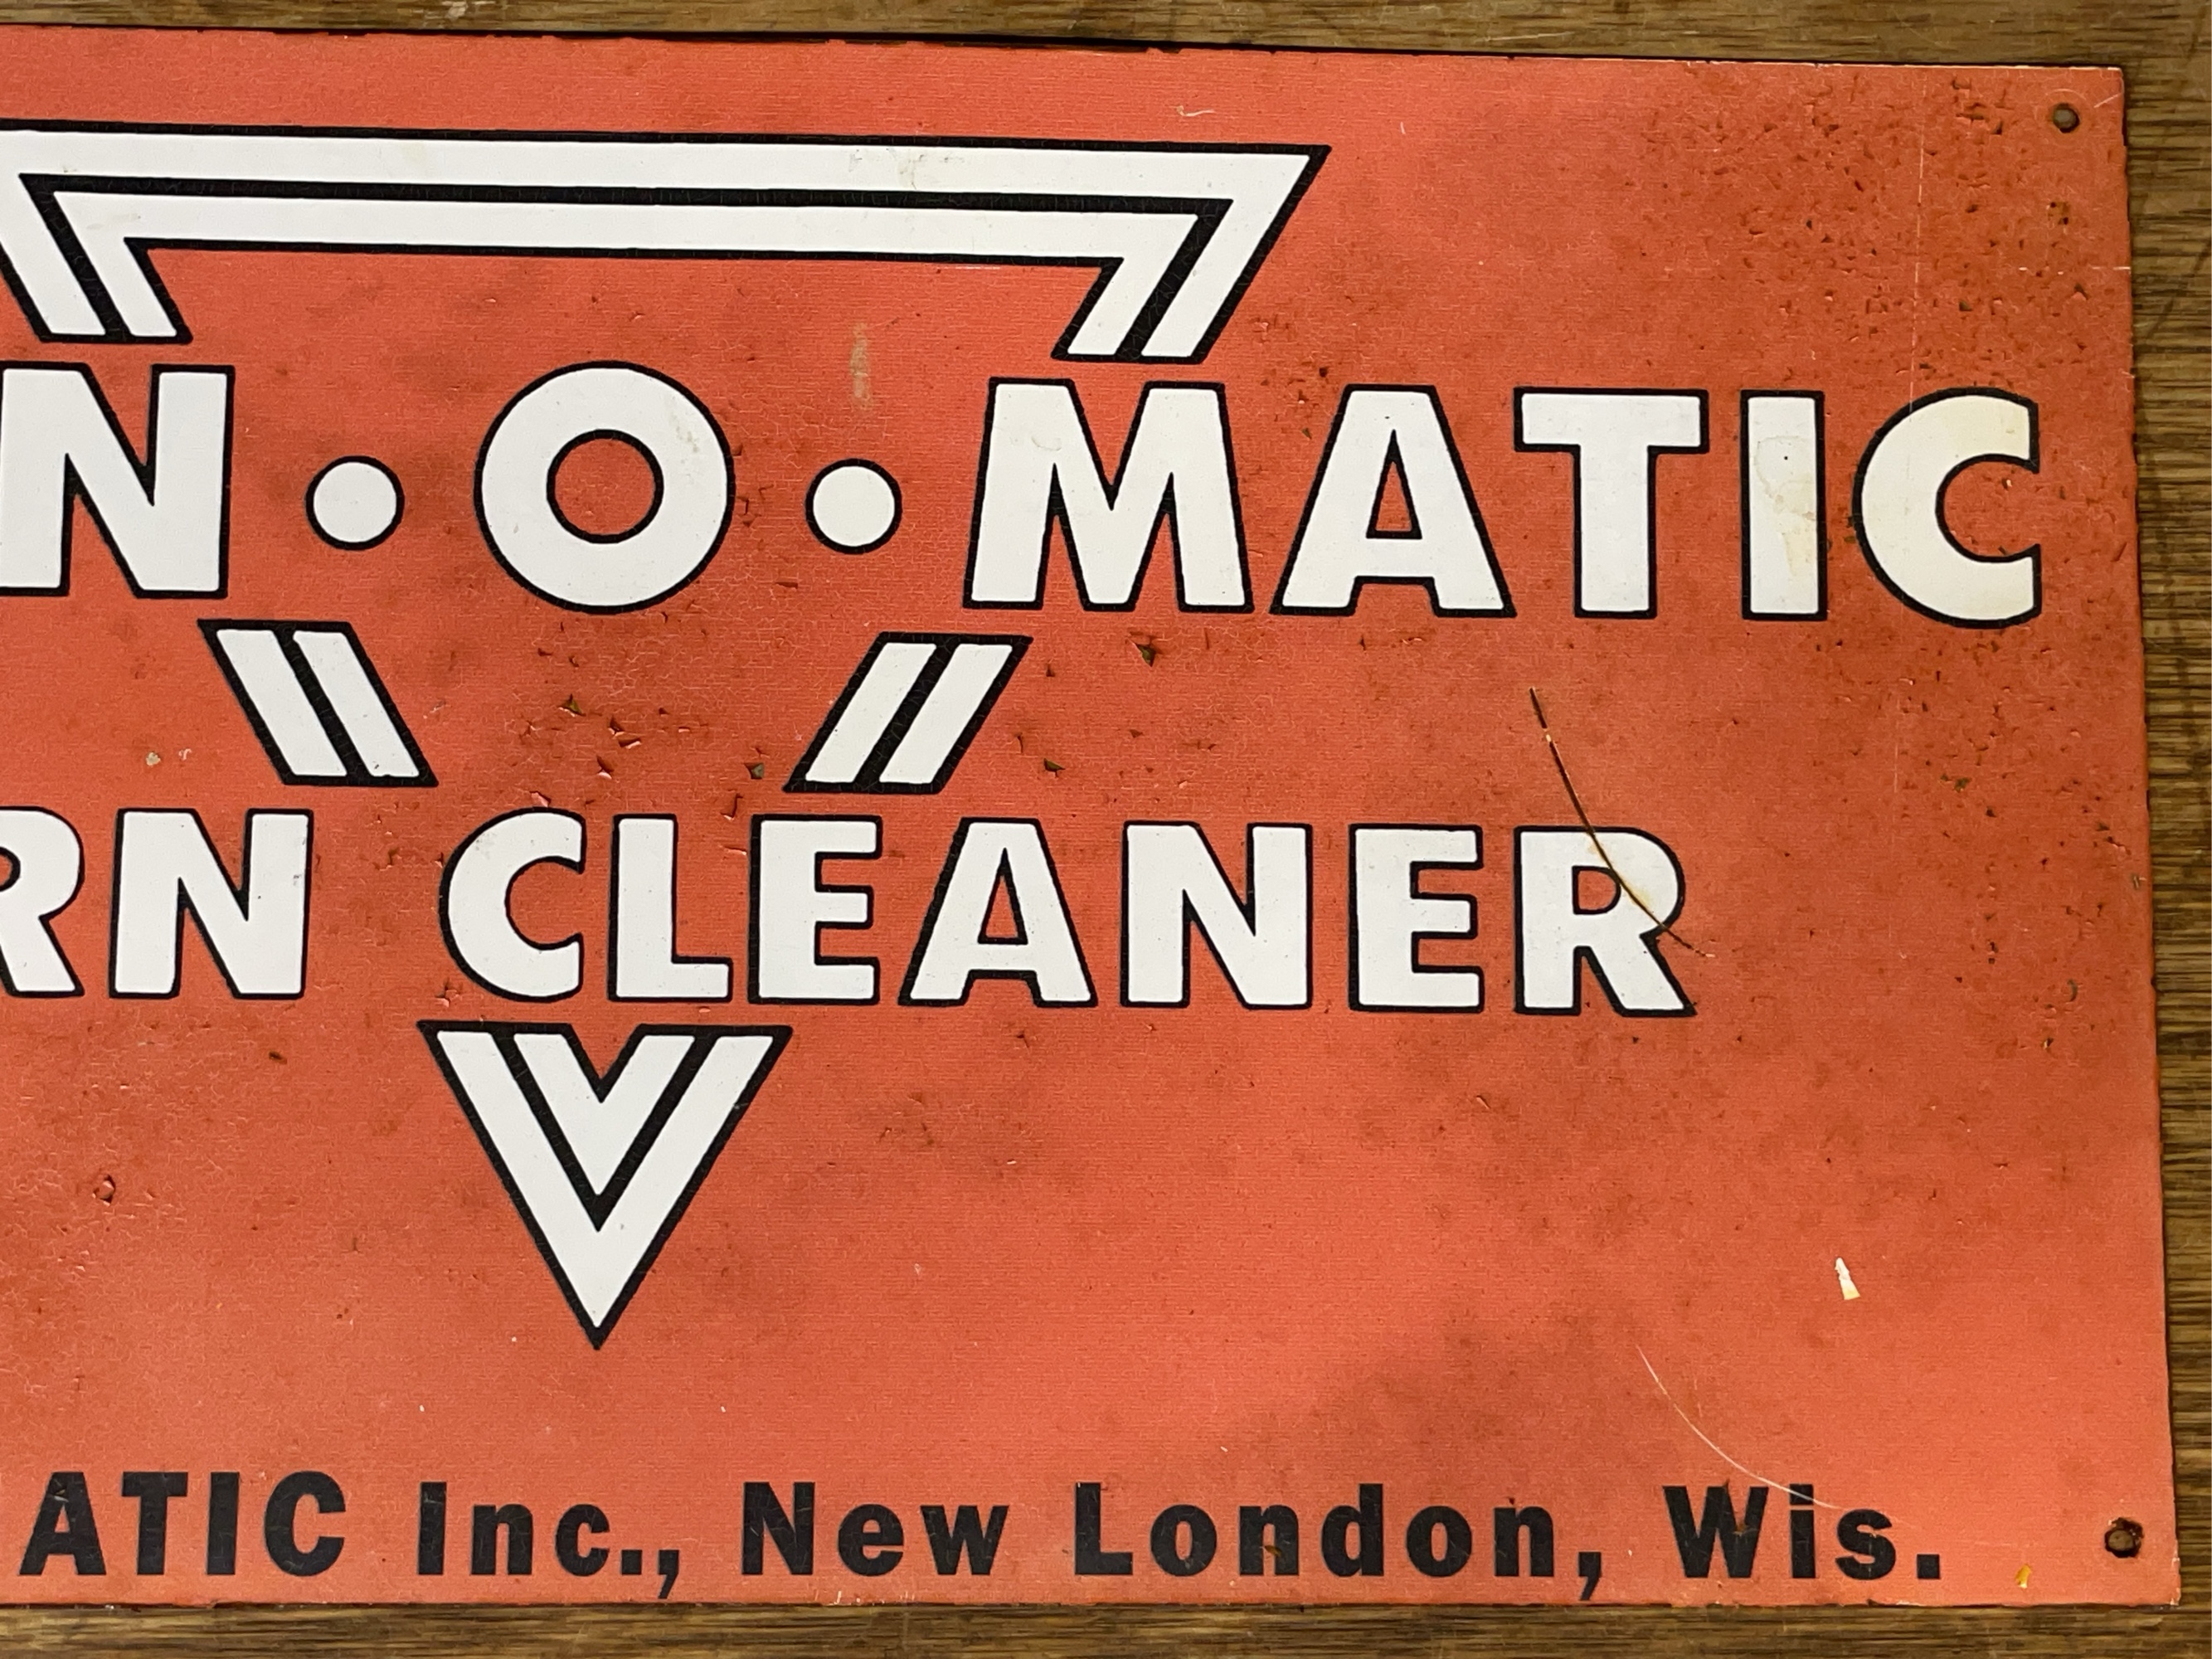 N·O·MATIC
RN CLEANER
ATIC Inc., New London, Wis.